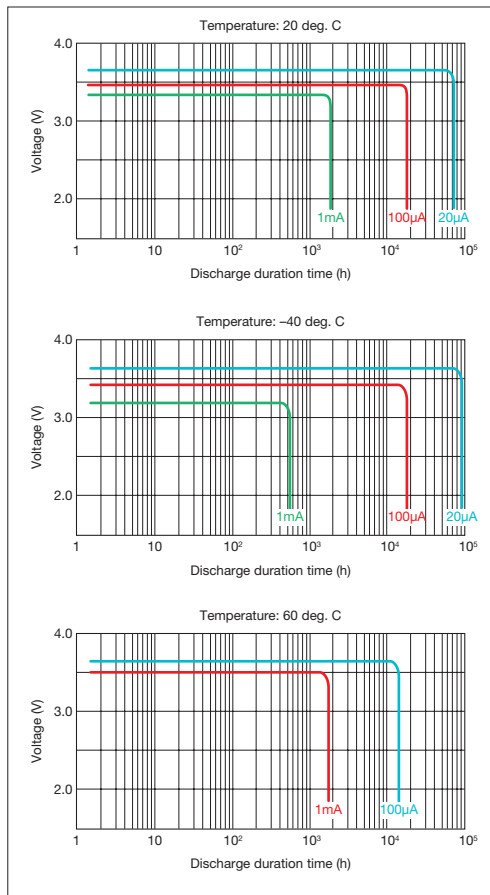 Temperature: 20 deg. C
4.0
3.0
2.0
Voltage (V)
1mA
100µA
20µA
1
10
10²
10³
10⁴
10⁵
Discharge duration time (h)
Temperature: –40 deg. C
4.0
3.0
2.0
Voltage (V)
1mA
100µA
20µA
1
10
10²
10³
10⁴
10⁵
Discharge duration time (h)
Temperature: 60 deg. C
4.0
3.0
2.0
Voltage (V)
1mA
100µA
1
10
10²
10³
10⁴
10⁵
Discharge duration time (h)